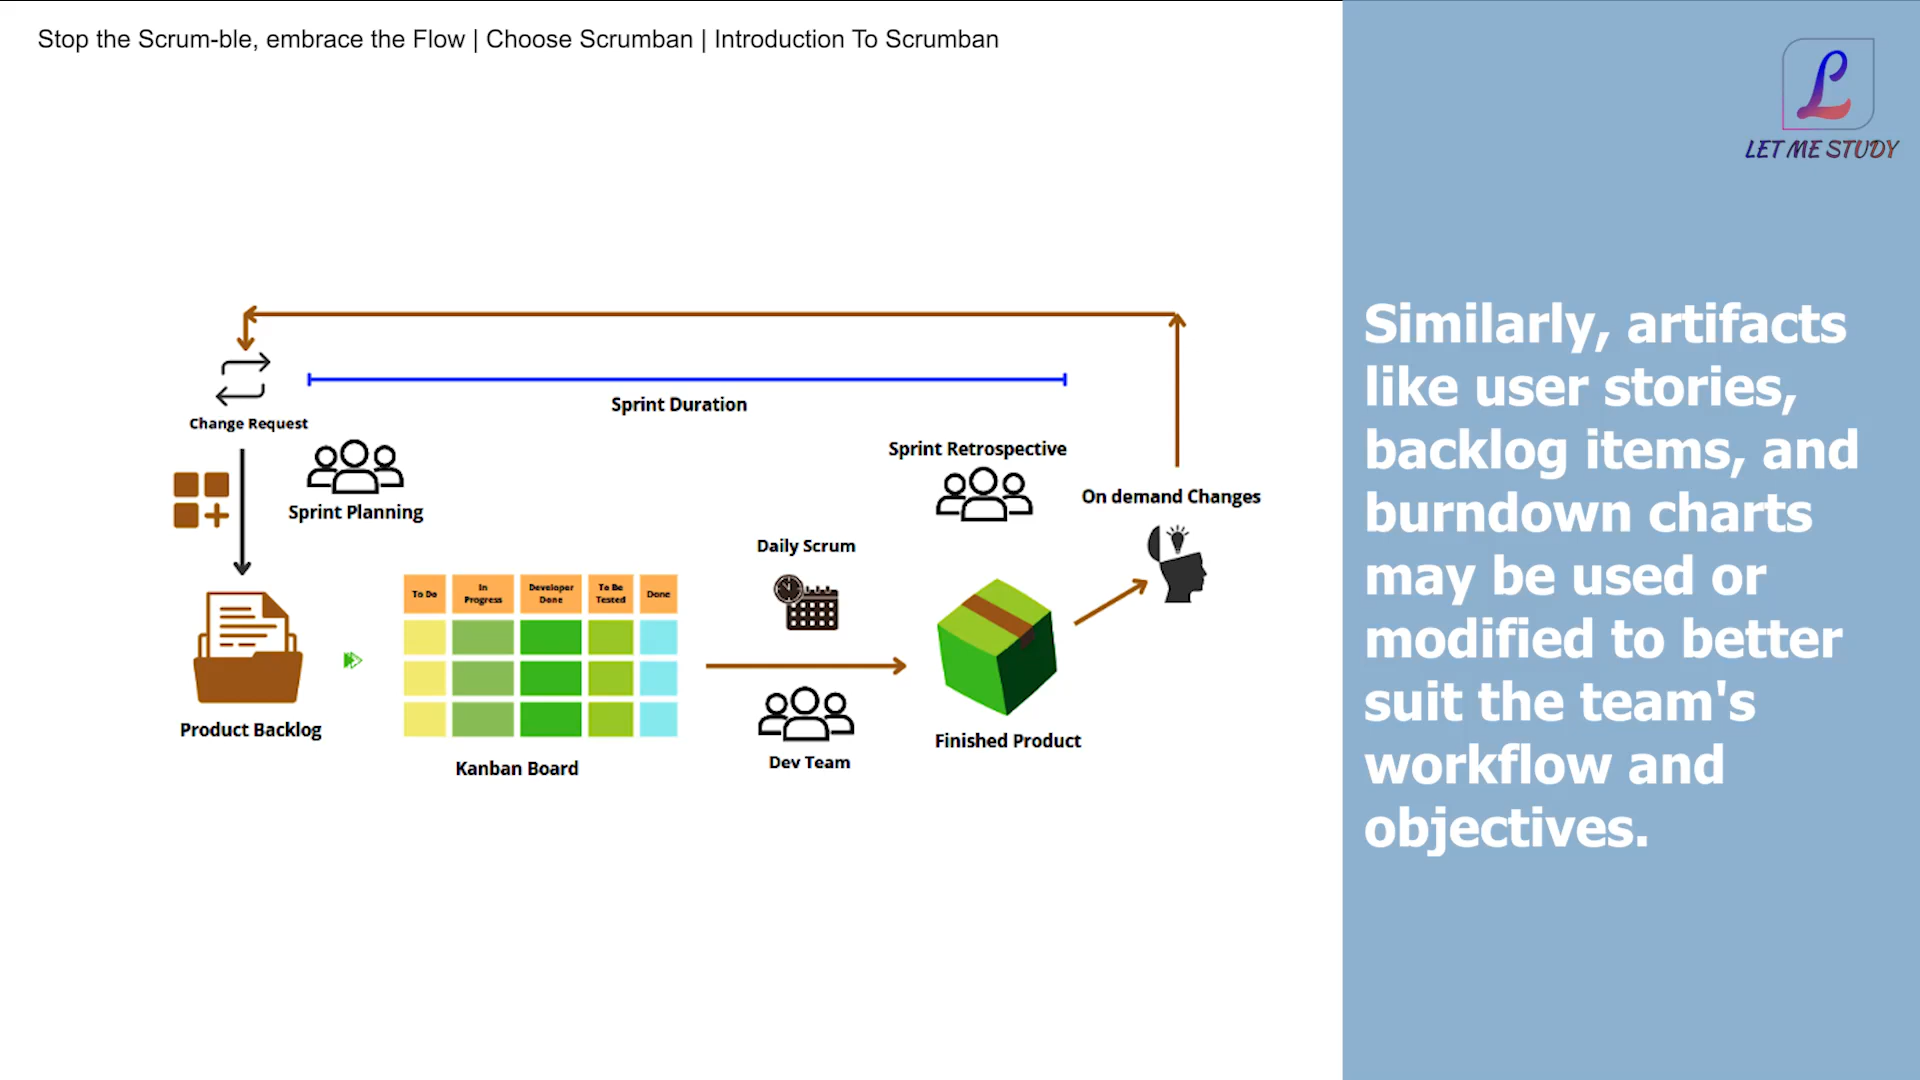 Stop the Scrum-ble, embrace the Flow | Choose Scrumban | Introduction To Scrumban
L
LET ME STUDY
Sprint Duration
Change Request
Sprint Planning
Sprint Retrospective
On demand Changes
Daily Scrum
To Do
In
Progress
Developer
Done
To Be
Tested
Done
Product Backlog
Kanban Board
Dev Team
Finished Product
Similarly, artifacts
like user stories,
backlog items, and
burndown charts
may be used or
modified to better
suit the team's
workflow and
objectives.